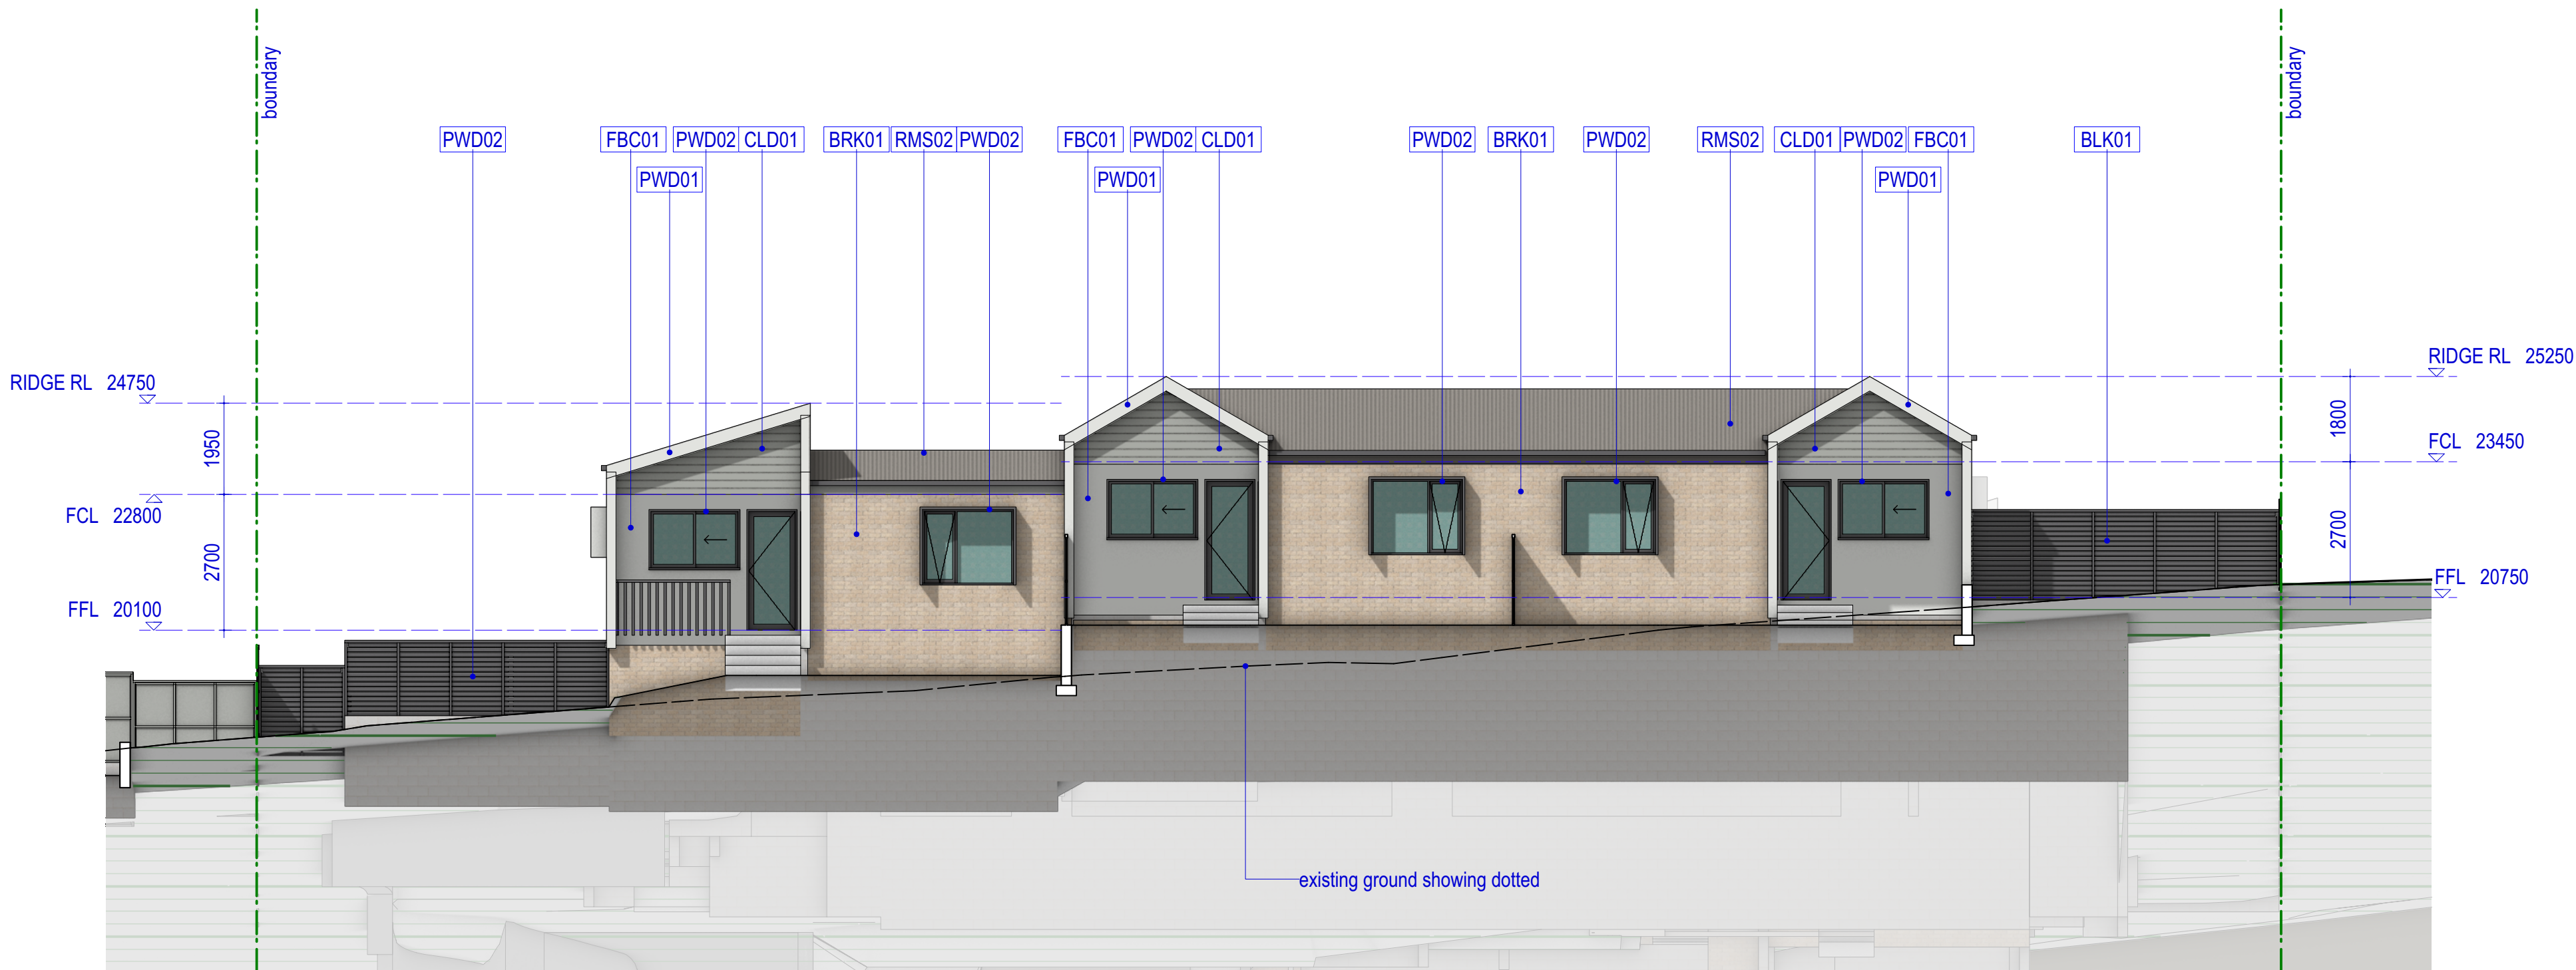 boundary
boundary
PWD02
FBC01
PWD02
CLD01
BRK01
RMS02
PWD02
FBC01
PWD02
CLD01
PWD02
BRK01
PWD02
RMS02
CLD01
PWD02
FBC01
BLK01
PWD01
PWD01
PWD01
RIDGE RL 24750
1950
FCL 22800
2700
FFL 20100
RIDGE RL 25250
1800
FCL 23450
2700
FFL 20750
existing ground showing dotted